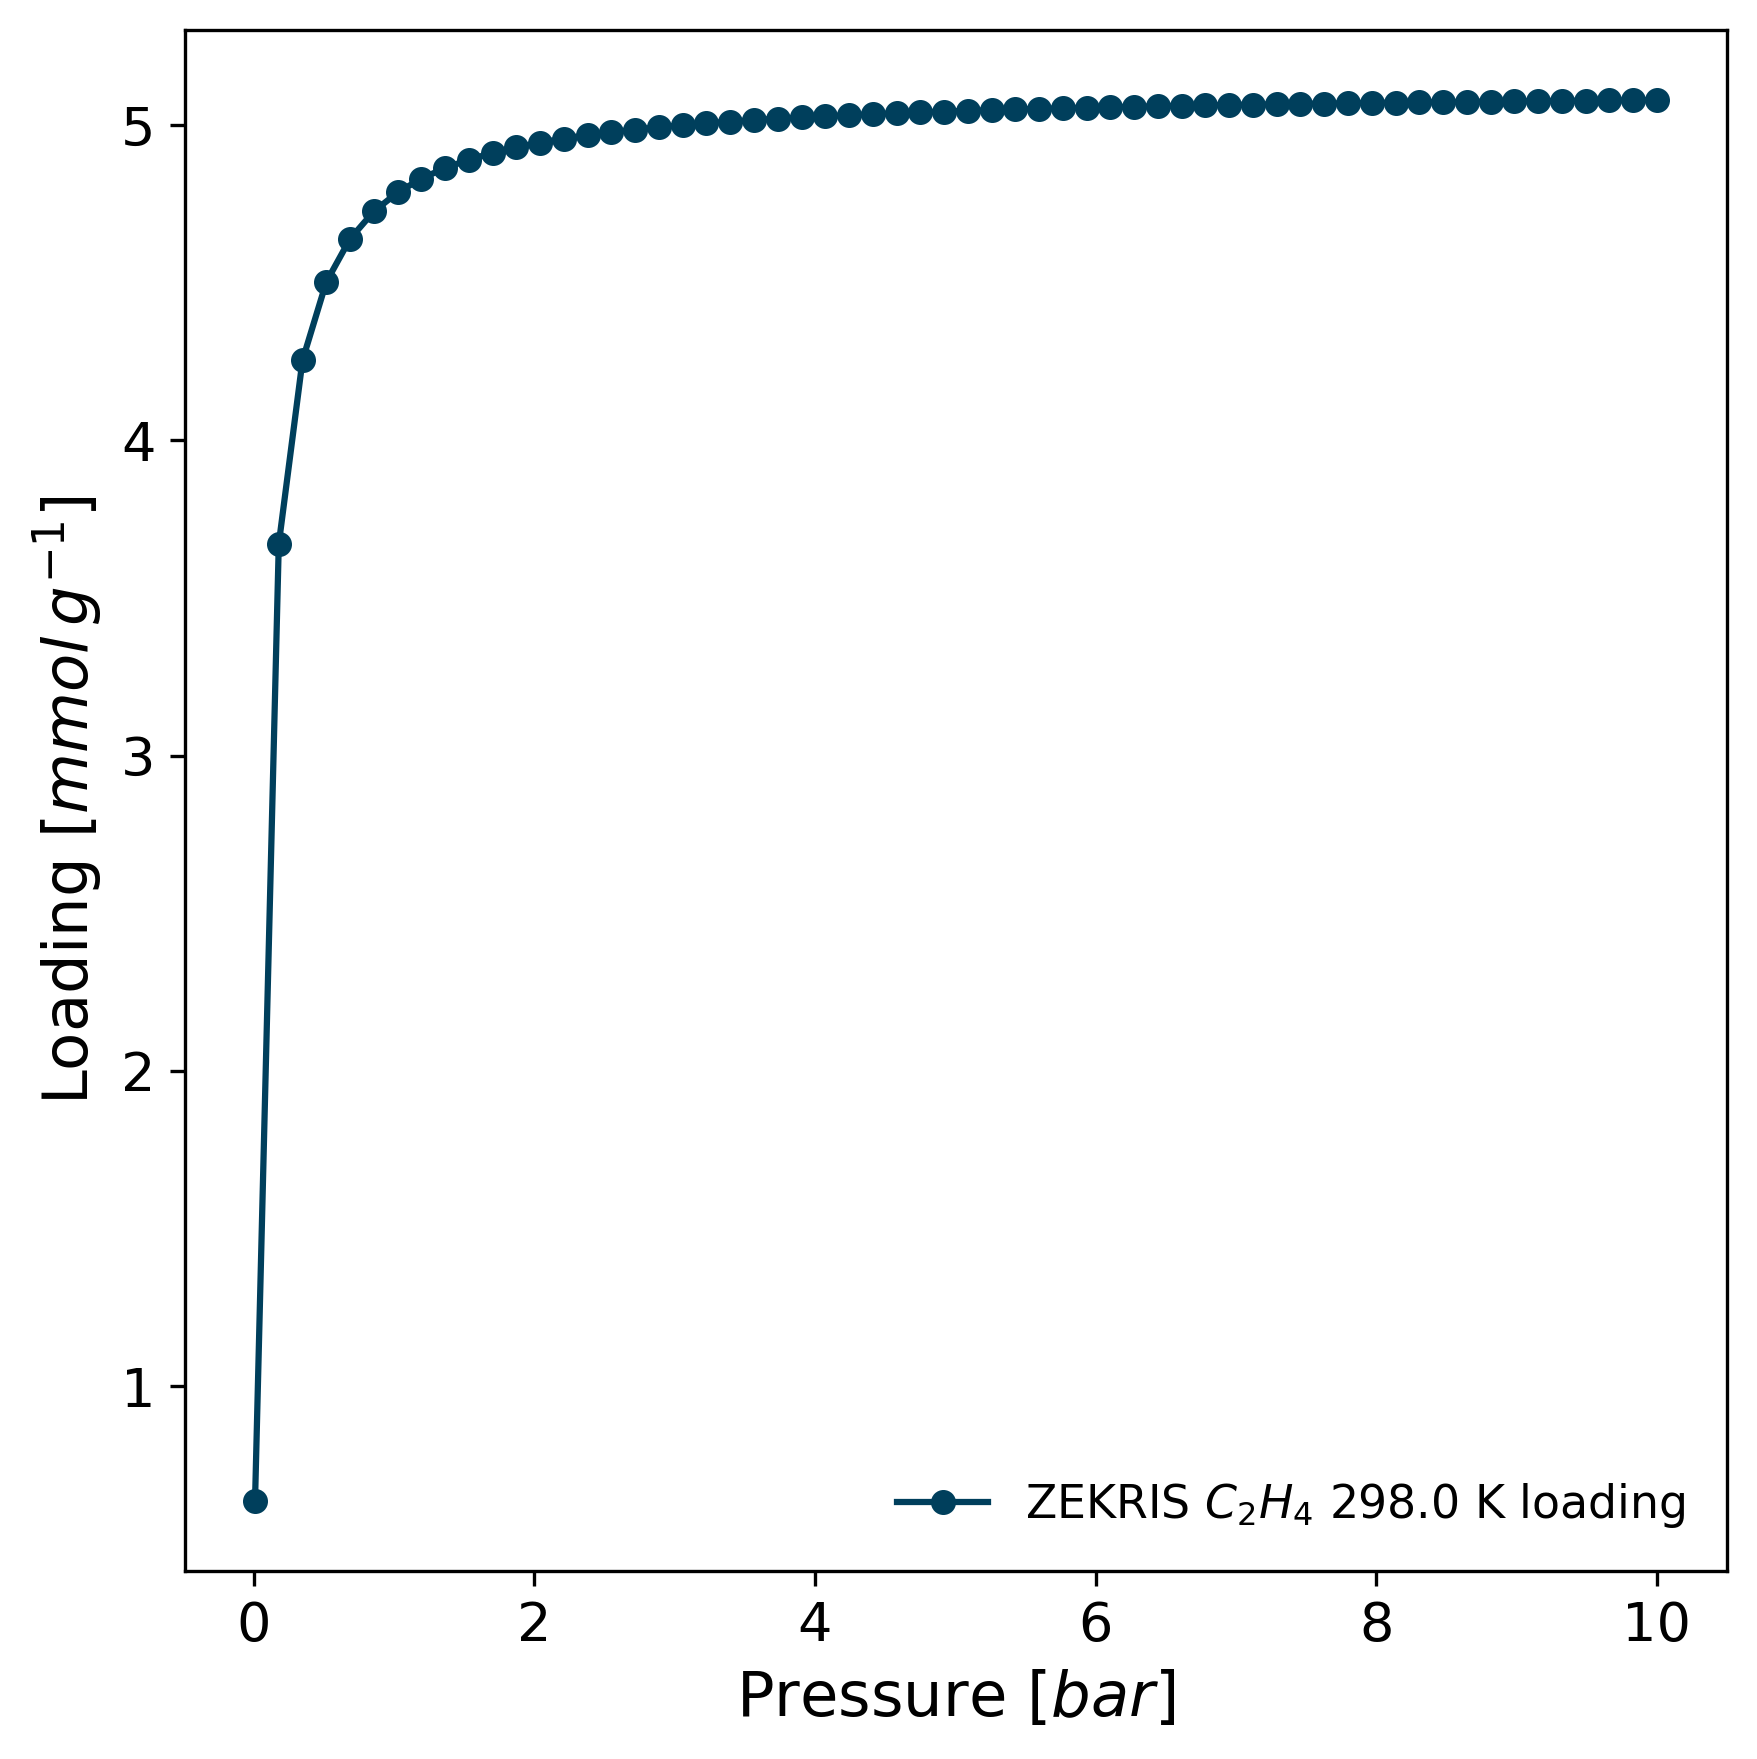 5
4
3
2
1
Loading [mmol g⁻¹]
ZEKRIS C₂H₄ 298.0 K loading
0 2 4 6 8 10
Pressure [bar]